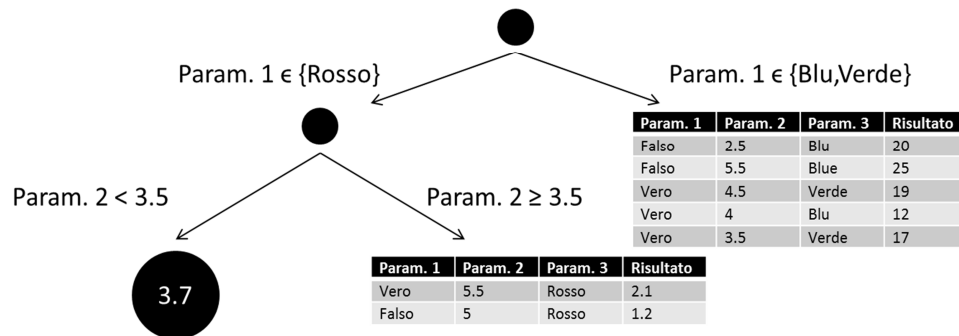 Param. 1 ϵ {Rosso}
Param. 1 ϵ {Blu,Verde}
Param. 1 Param. 2 Param. 3 Risultato
Falso 2.5 Blu 20
Falso 5.5 Blue 25
Vero 4.5 Verde 19
Vero 4 Blu 12
Vero 3.5 Verde 17
Param. 2 < 3.5
Param. 2 ≥ 3.5
3.7
Param. 1 Param. 2 Param. 3 Risultato
Vero 5.5 Rosso 2.1
Falso 5 Rosso 1.2